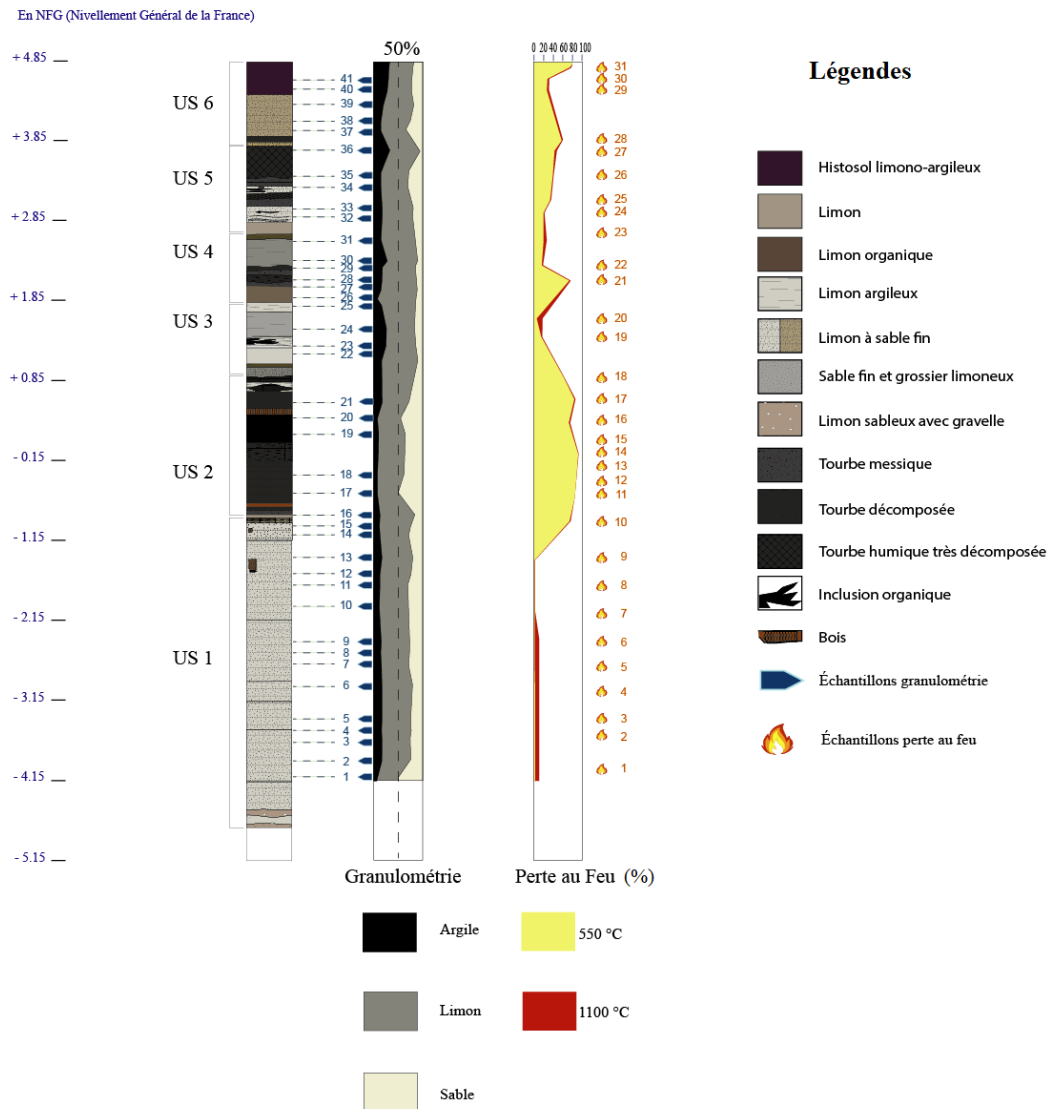 En NFG (Nivellement Général de la France)
+ 4.85
+ 3.85
+ 2.85
+ 1.85
+ 0.85
- 0.15
- 1.15
- 2.15
- 3.15
- 4.15
- 5.15
US 6
US 5
US 4
US 3
US 2
US 1
41
40
39
38
37
36
35
34
33
32
31
30
29
28
27
26
25
24
23
22
21
20
19
18
17
16
15
14
13
12
11
10
9
8
7
6
5
4
3
2
1
50%
0 20 40 60 80 100
31
30
29
28
27
26
25
24
23
22
21
20
19
18
17
16
15
14
13
12
11
10
9
8
7
6
5
4
3
2
1
Granulométrie
Perte au Feu (%)
Argile
Limon
Sable
550 °C
1100 °C
Légendes
Histosol limono-argileux
Limon
Limon organique
Limon argileux
Limon à sable fin
Sable fin et grossier limoneux
Limon sableux avec gravelle
Tourbe messique
Tourbe décomposée
Tourbe humique très décomposée
Inclusion organique
Bois
Échantillons granulométrie
Échantillons perte au feu